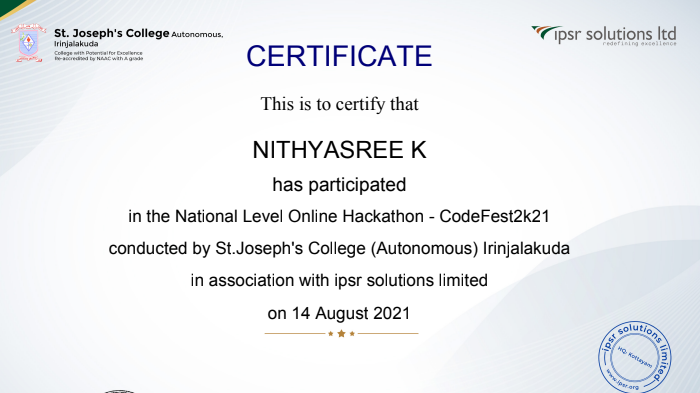 St. Joseph's College Autonomous,
Irinjalakuda
College with Potential for Excellence
Re-accredited by NAAC with A grade
ipsr solutions ltd
redefining excellence
CERTIFICATE
This is to certify that
NITHYASREE K
has participated
in the National Level Online Hackathon - CodeFest2k21
conducted by St.Joseph's College (Autonomous) Irinjalakuda
in association with ipsr solutions limited
on 14 August 2021
ipsr solutions limited
HQ: Kottayam
www.ipsr.org